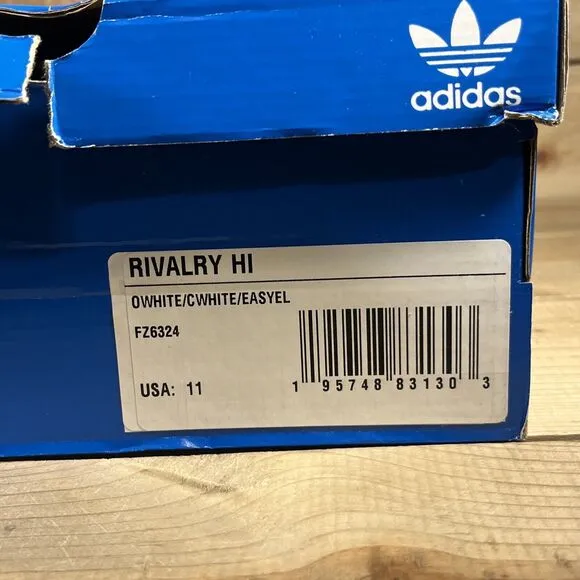 adidas
RIVALRY HI
OWHITE/CWHITE/EASYEL
FZ6324
USA: 11
1 95748 83130 3